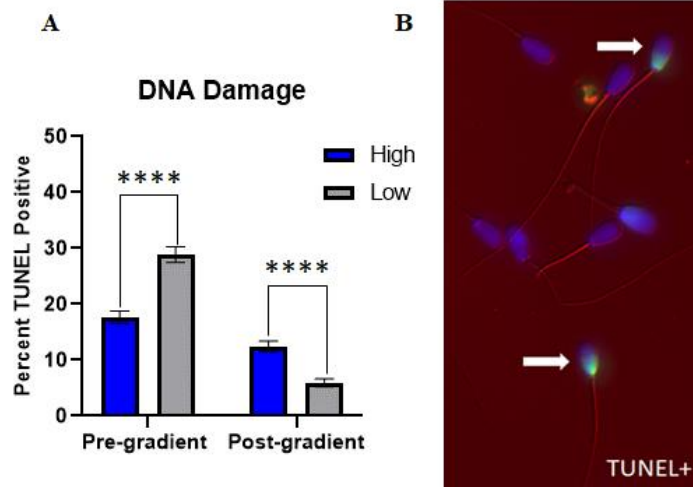 A
B
DNA Damage
Percent TUNEL Positive
50
40
30
20
10
0
****
****
High
Low
Pre-gradient
Post-gradient
TUNEL+